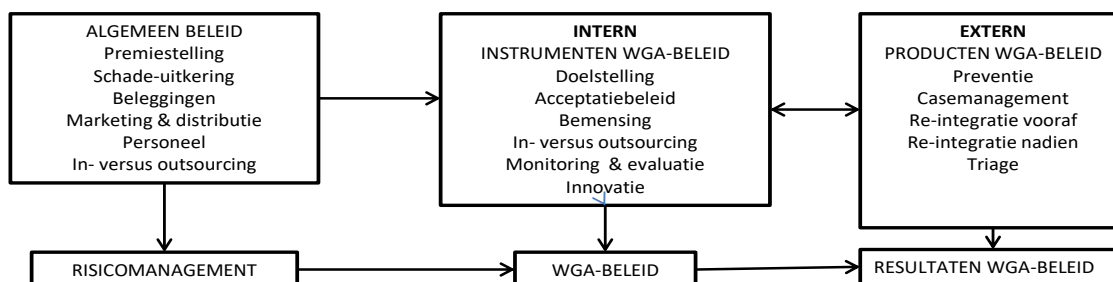 ALGEMEEN BELEID
Premiestelling
Schade-uitkering
Beleggingen
Marketing & distributie
Personeel
In- versus outsourcing
INTERN
INSTRUMENTEN WGA-BELEID
Doelstelling
Acceptatiebeleid
Bemensing
In- versus outsourcing
Monitoring & evaluatie
Innovatie
EXTERN
PRODUCTEN WGA-BELEID
Preventie
Casemanagement
Re-integratie vooraf
Re-integratie nadien
Triage
RISICOMANAGEMENT
WGA-BELEID
RESULTATEN WGA-BELEID